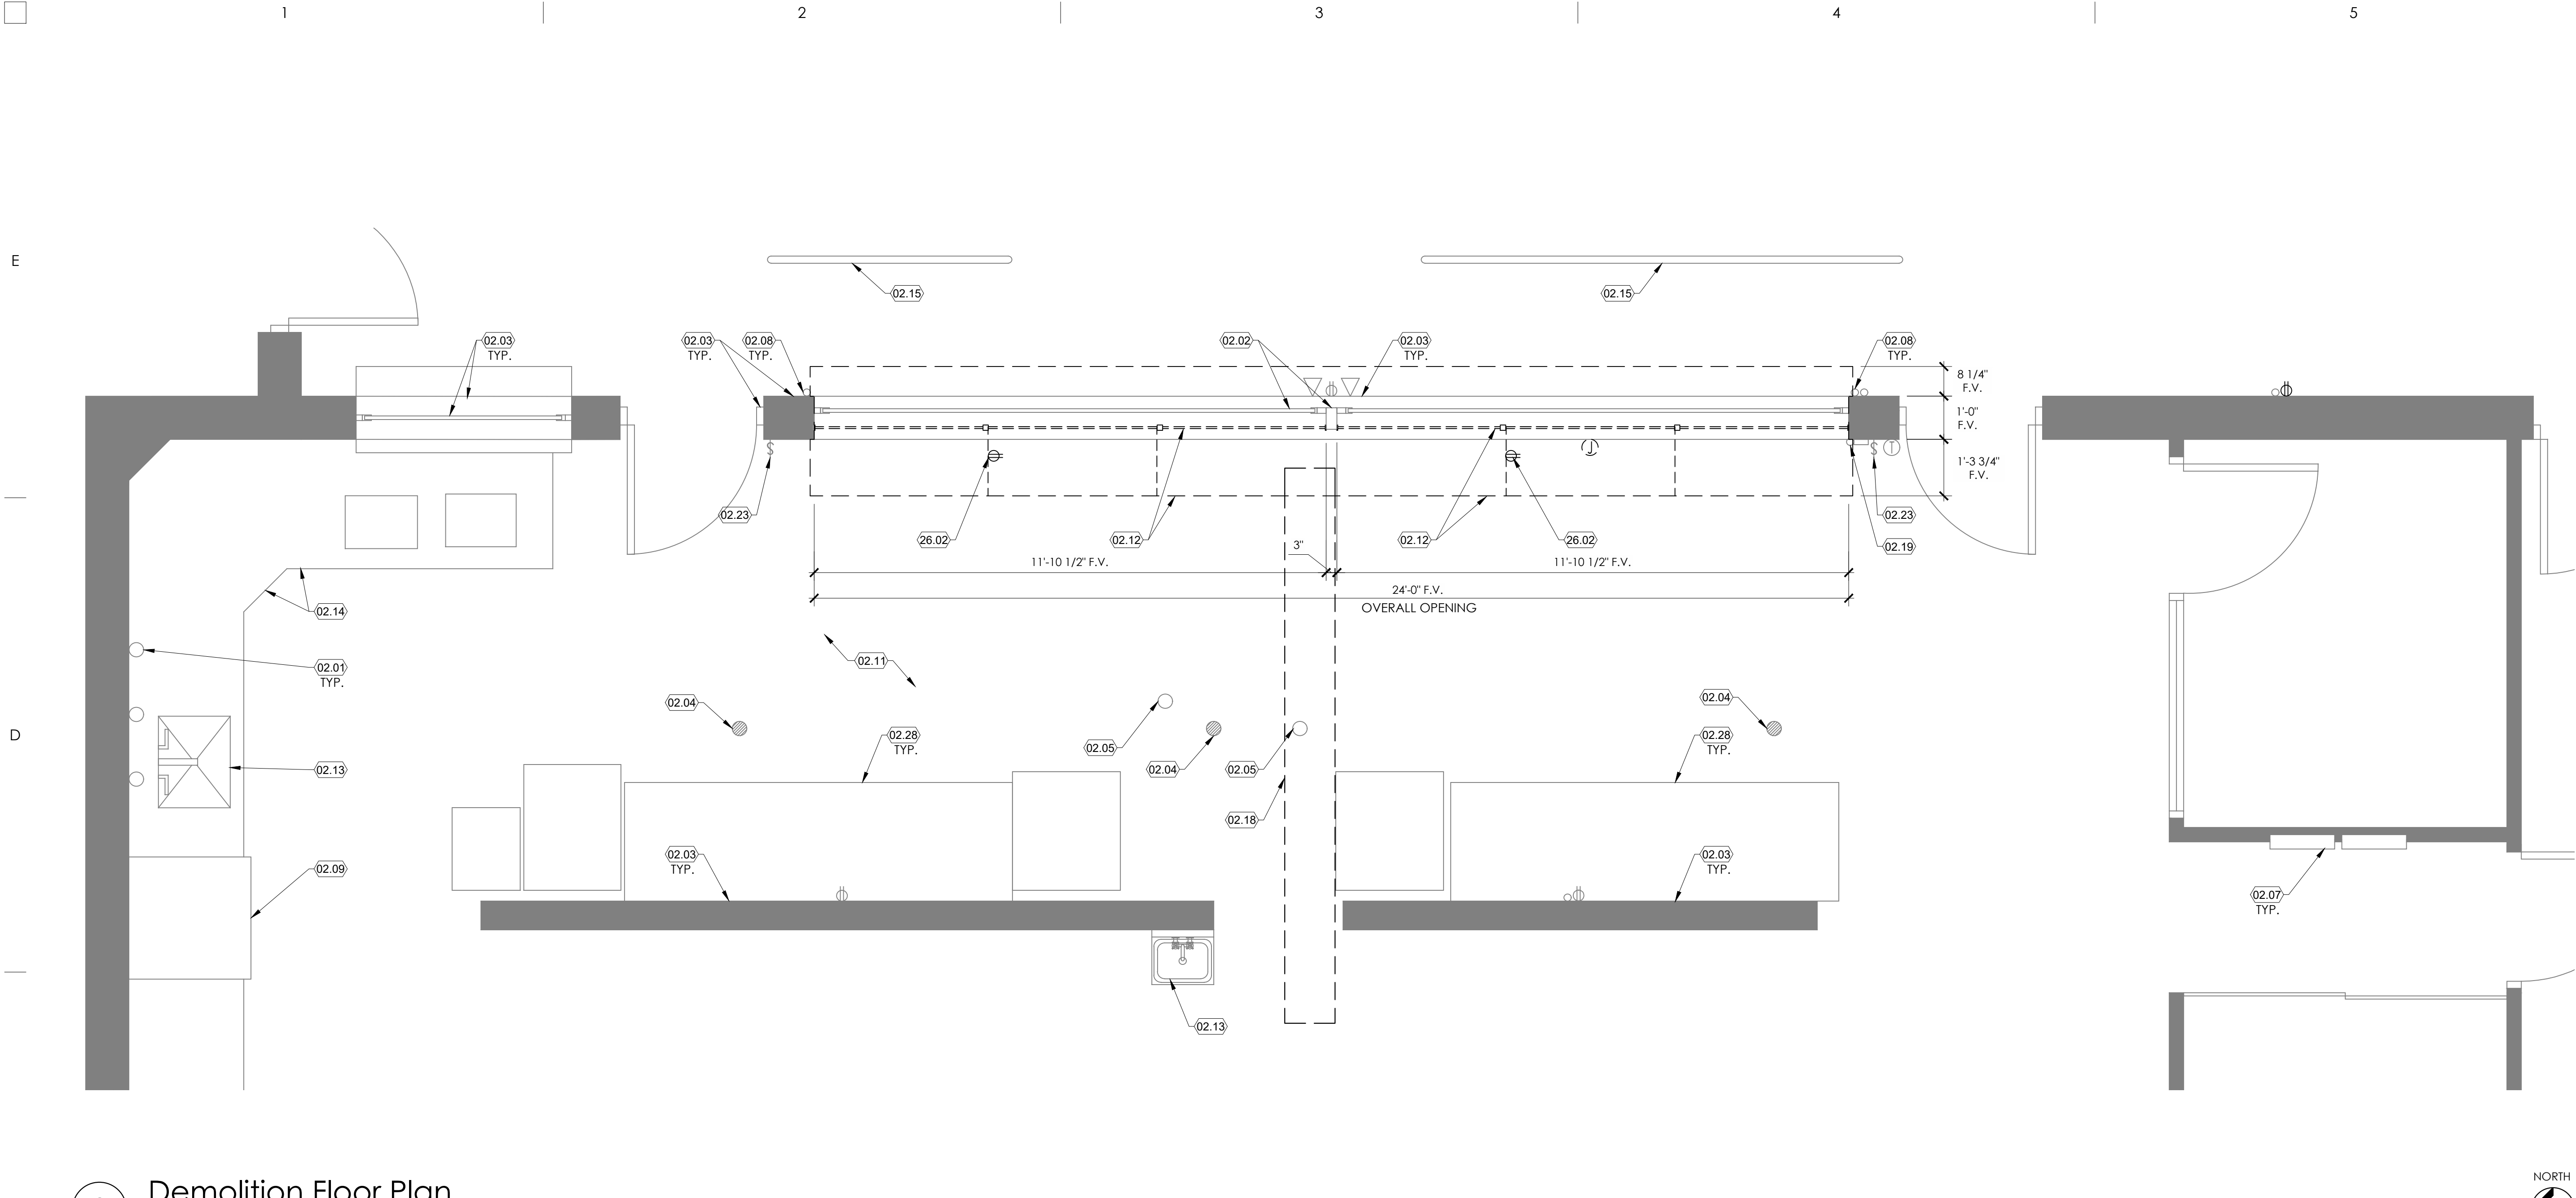 1
2
3
4
5
E
02.15
02.15
02.03
TYP.
02.03
TYP.
02.08
TYP.
02.02
02.03
TYP.
02.08
TYP.
8 1/4"
F.V.
1'-0"
F.V.
1'-3 3/4"
F.V.
S
J
S
T
02.23
26.02
02.12
02.12
26.02
02.23
02.19
3"
11'-10 1/2" F.V.
11'-10 1/2" F.V.
24'-0" F.V.
OVERALL OPENING
02.14
02.01
TYP.
02.11
02.04
02.04
D
02.28
TYP.
02.05
02.28
TYP.
02.13
02.04
02.05
02.18
02.03
TYP.
02.03
TYP.
02.09
02.07
TYP.
02.13
Demolition Floor Plan
NORTH